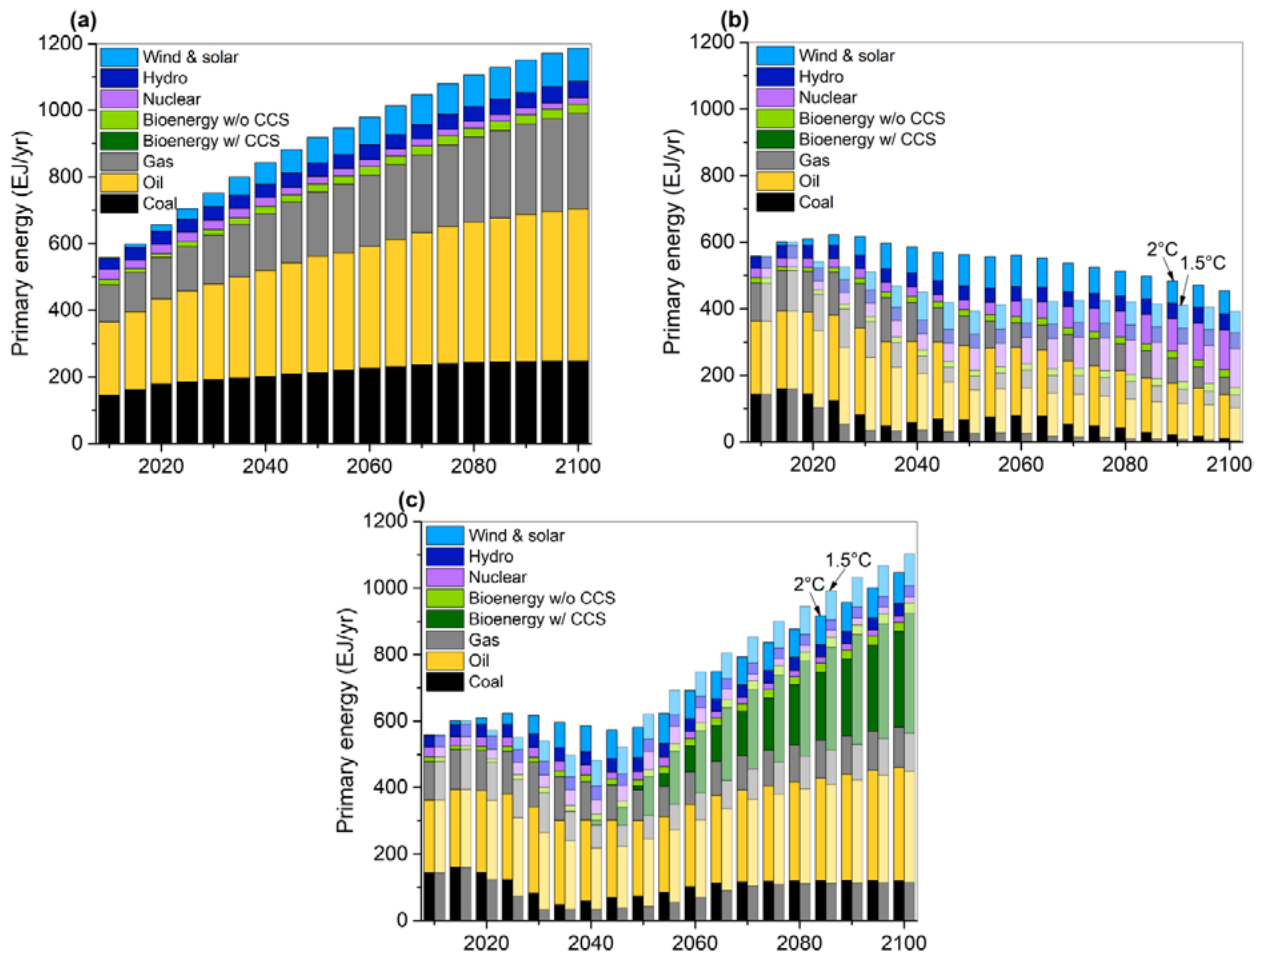 (a)
1200
1000
800
600
400
200
0
Primary energy (EJ/yr)
Wind & solar
Hydro
Nuclear
Bioenergy w/o CCS
Bioenergy w/ CCS
Gas
Oil
Coal
2020 2040 2060 2080 2100
(b)
1200
1000
800
600
400
200
0
Primary energy (EJ/yr)
Wind & solar
Hydro
Nuclear
Bioenergy w/o CCS
Bioenergy w/ CCS
Gas
Oil
Coal
2°C
1.5°C
2020 2040 2060 2080 2100
(c)
1200
1000
800
600
400
200
0
Primary energy (EJ/yr)
Wind & solar
Hydro
Nuclear
Bioenergy w/o CCS
Bioenergy w/ CCS
Gas
Oil
Coal
1.5°C
2°C
2020 2040 2060 2080 2100